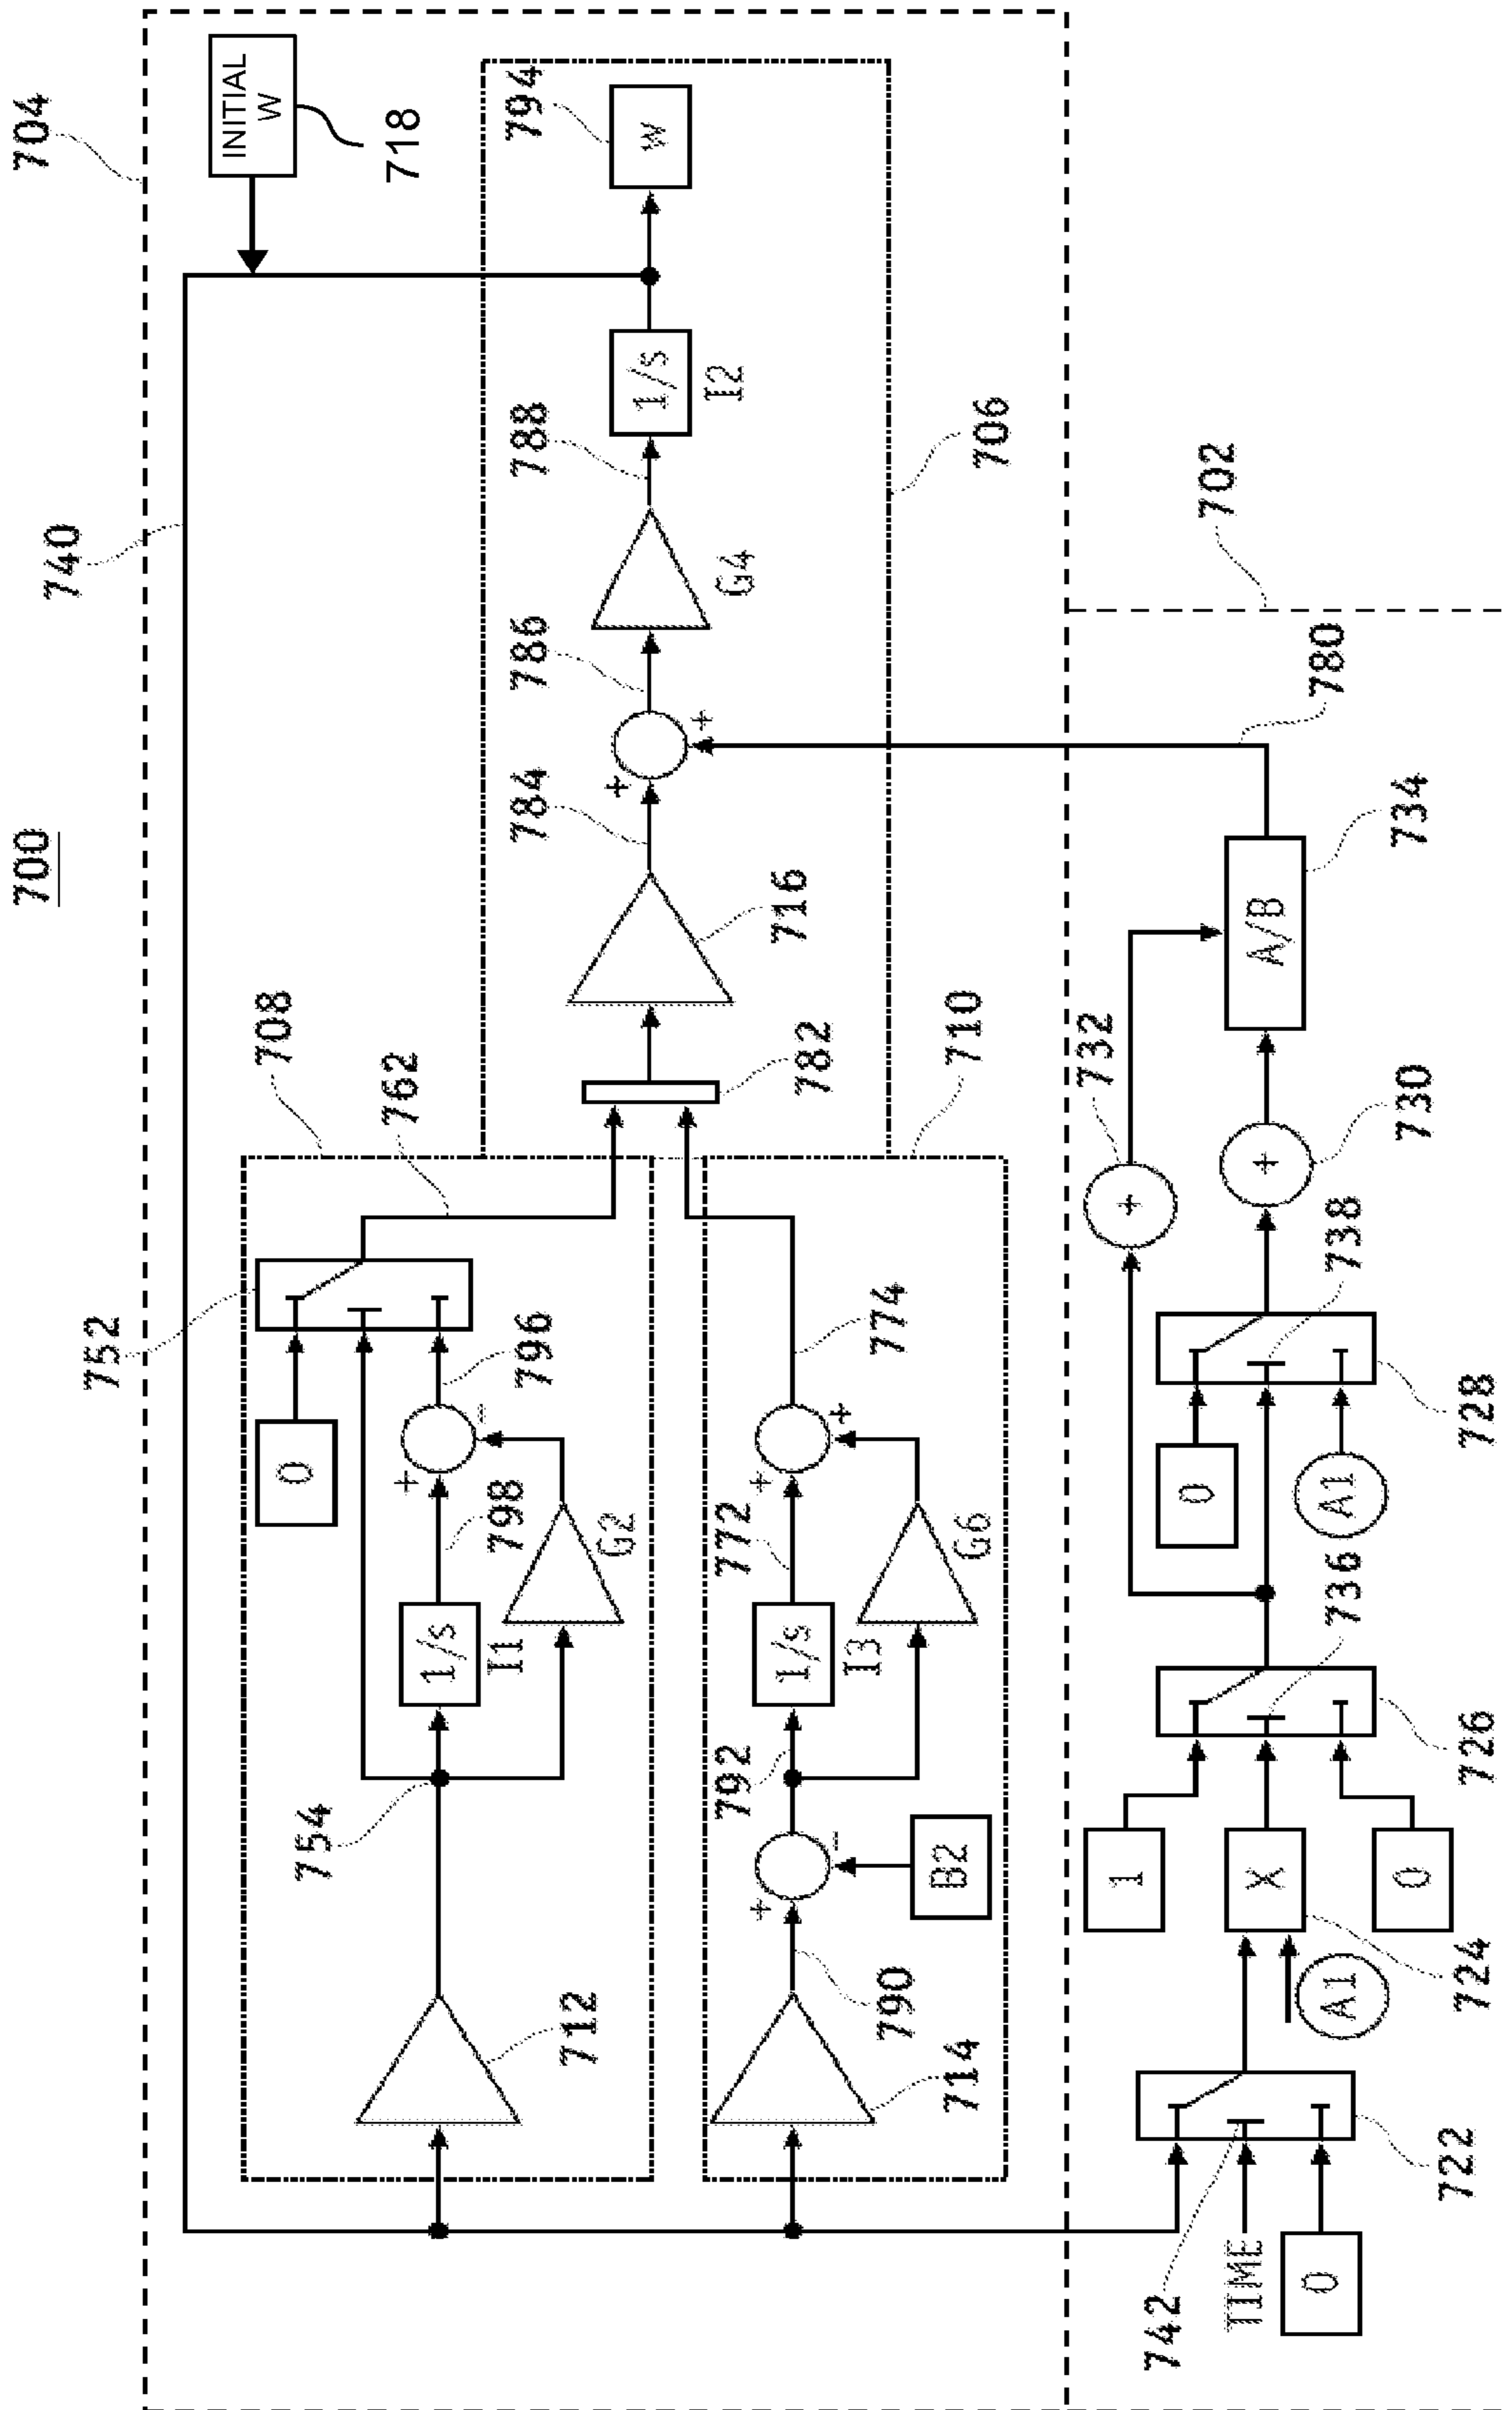 700
704
740
INITIAL
W
718
794
W
1/s
I2
788
G4
786
784
716
782
706
708
762
752
0
796
798
G2
1/s
I1
754
712
710
774
772
G6
1/s
I3
792
B2
790
714
+
-
+
+
+
-
+
+
702
780
734
A/B
732
+
730
+
738
728
0
A1
736
726
1
X
0
724
A1
722
742
TIME
0